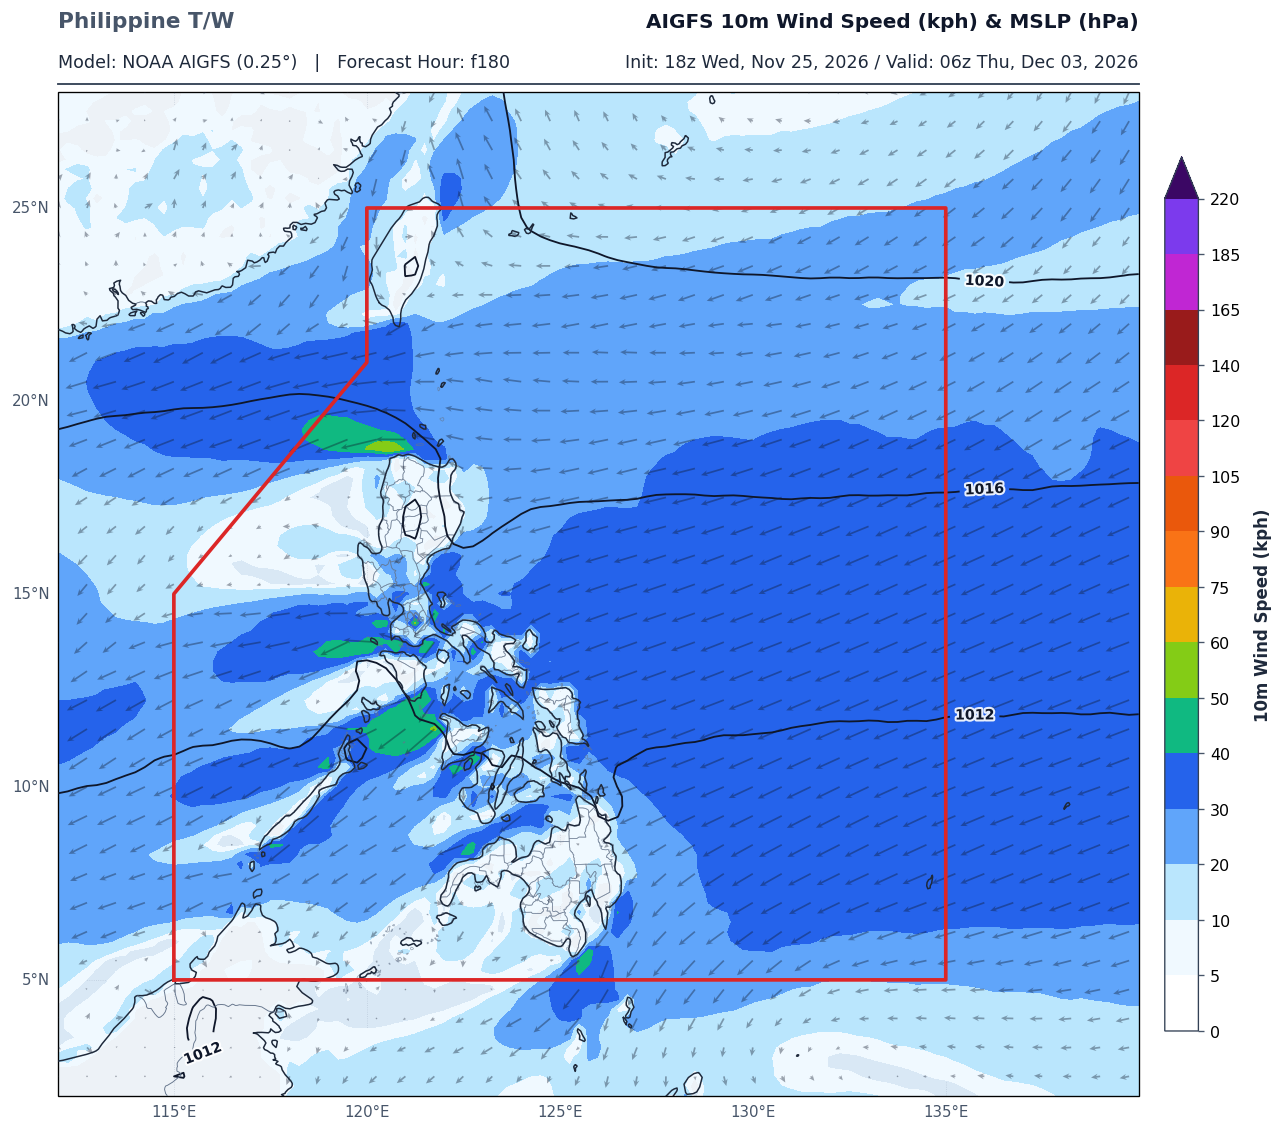 Philippine T/W
AIGFS 10m Wind Speed (kph) & MSLP (hPa)
Model: NOAA AIGFS (0.25°) | Forecast Hour: f180
Init: 18z Wed, Nov 25, 2026 / Valid: 06z Thu, Dec 03, 2026
25°N
20°N
15°N
10°N
5°N
115°E
120°E
125°E
130°E
135°E
1020
1016
1012
1012
220
185
165
140
120
105
90
75
60
50
40
30
20
10
5
0
10m Wind Speed (kph)